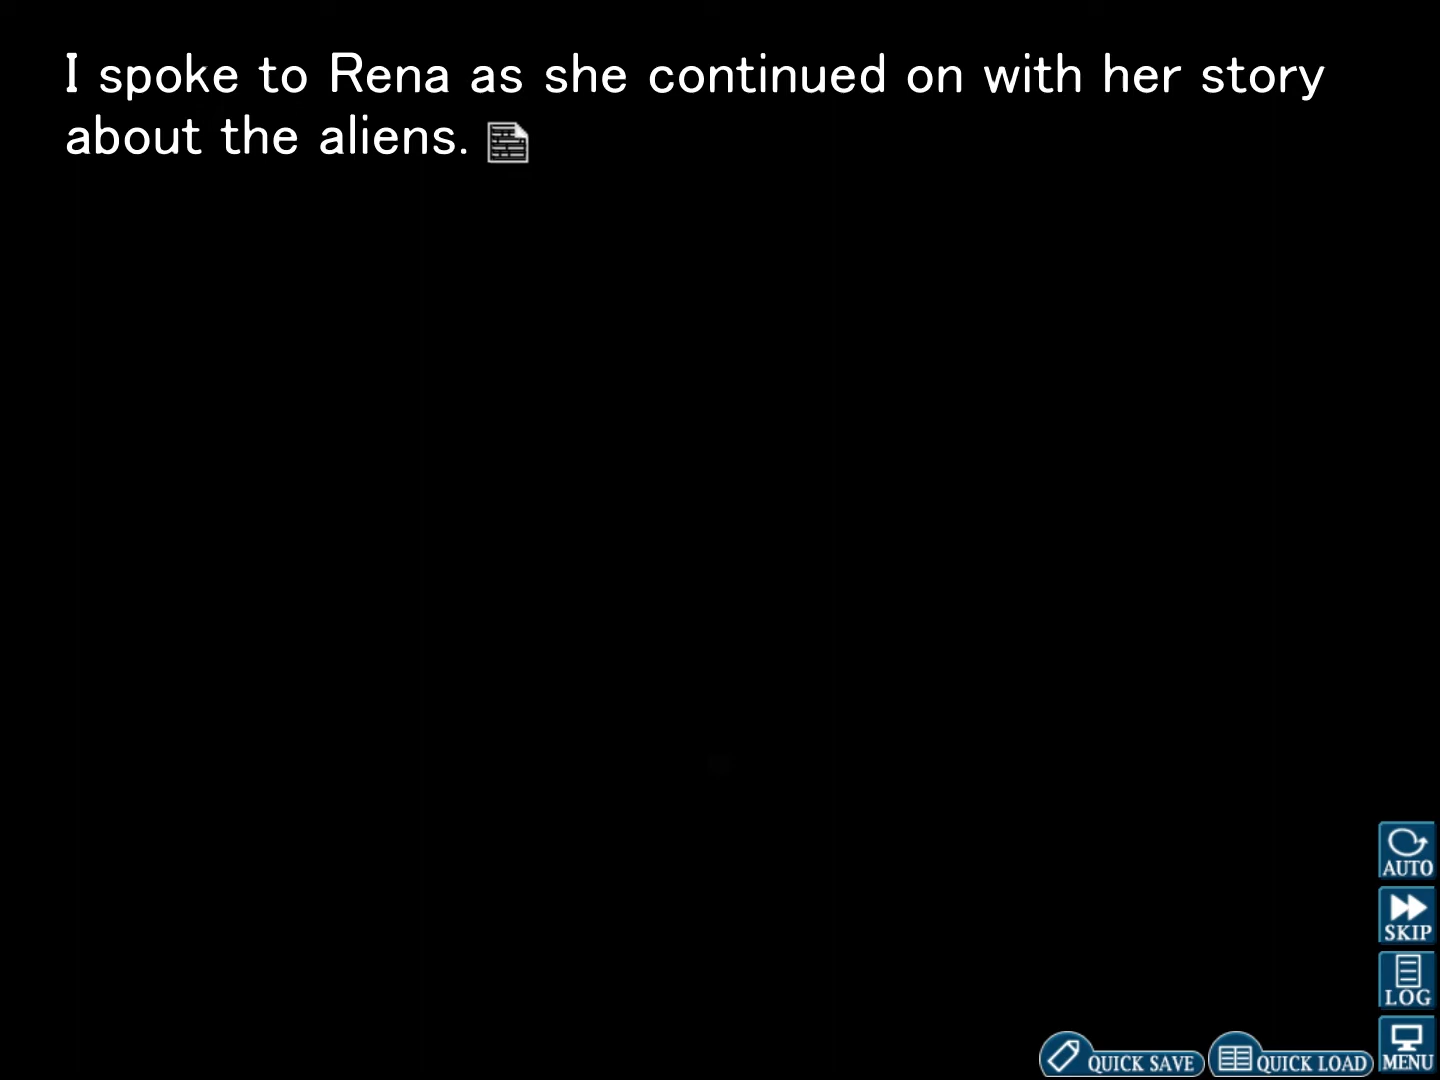 I spoke to Rena as she continued on with her story
about the aliens.
AUTO
SKIP
LOG
QUICK SAVE
QUICK LOAD
MENU